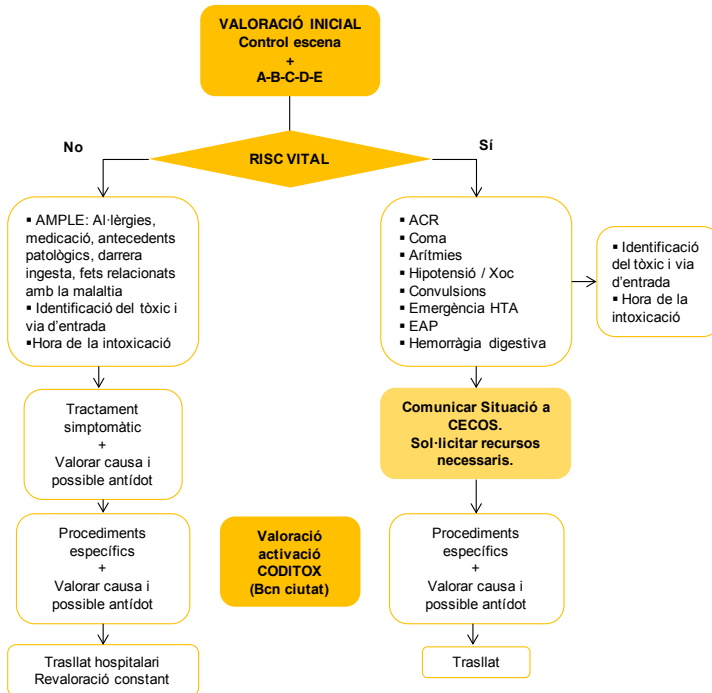 VALORACIÓ INICIAL
Control escena
+
A-B-C-D-E
No
Sí
RISC VITAL
▪ AMPLE: Al·lèrgies,
medicació, antecedents
patològics, darrera
ingesta, fets relacionats
amb la malaltia
▪ Identificació del tòxic i
via d'entrada
▪Hora de la intoxicació
▪ ACR
▪ Coma
▪ Arítmies
▪ Hipotensió / Xoc
▪ Convulsions
▪ Emergència HTA
▪ EAP
▪ Hemorràgia digestiva
▪ Identificació
del tòxic i via
d'entrada
▪ Hora de la
intoxicació
Tractament
simptomàtic
+
Valorar causa i
possible antídot
Comunicar Situació a
CECOS.
Sol·licitar recursos
necessaris.
Procediments
específics
+
Valorar causa i
possible antídot
Valoració
activació
CODITOX
(Bcn ciutat)
Procediments
específics
+
Valorar causa i
possible antídot
Trasllat hospitalari
Revaloració constant
Trasllat